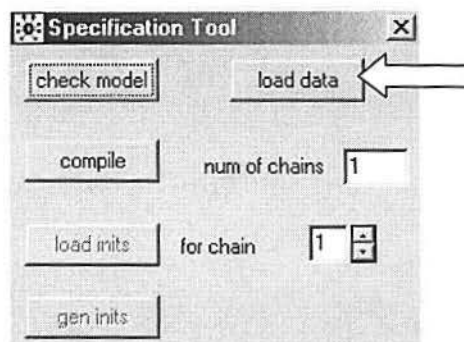 Specification Tool
check model load data
compile num of chains 1
load inits for chain 1
gen inits